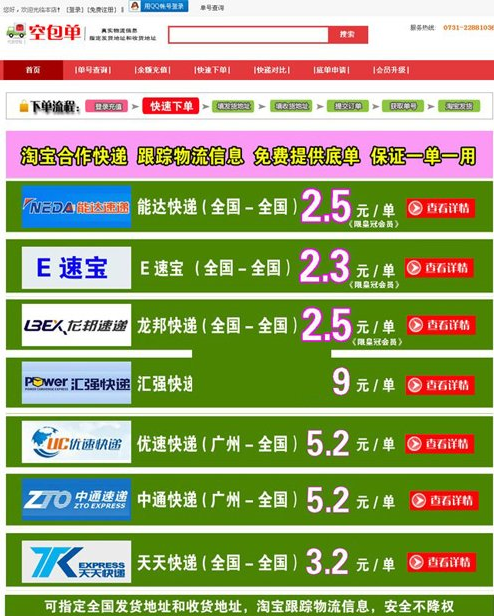 您好，欢迎光临本店！ [登录] [免费注册] || 用QQ帐号登录 单号查询
空包单 真实物流信息
指定发货地址和收货地址
搜索
服务热线： 0731-2288103
首页 | 单号查询 | | 余额充值 | | 快速下单 | | 快递对比 | | 底单申请 | | 会员升级 |
下单流程： 登录充值 快速下单 填发货地址 填收货地址 提交订单 获取单号 淘宝发货
淘宝合作快递 跟踪物流信息 免费提供底单 保证一单一用
NEDA 能达速递 能达快递（全国－全国） 2.5 元/单 查看详情
（限皇冠会员）
E速宝 E速宝 （全国－全国） 2.3 元/单 查看详情
（限皇冠会员）
LBEX 龙邦速递 龙邦快递（全国－全国） 2.5 元/单 查看详情
（限皇冠会员）
Power 汇强快递 汇强快递 9 元/单 查看详情
POWER CONVERGE EXPRESS
UC优速快递 优速快递（广州－全国） 5.2 元/单 查看详情
ZTO 中通速递 中通快递（广州－全国） 5.2 元/单 查看详情
ZTO EXPRESS
TK EXPRESS 天天快递 天天快递（全国－全国） 3.2 元/单 查看详情
可指定全国发货地址和收货地址，淘宝跟踪物流信息，安全不降权